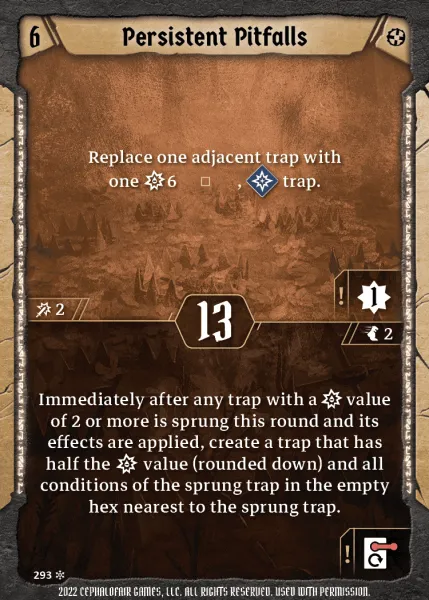 6 Persistent Pitfalls
Replace one adjacent trap with
one 6 □ , trap.
! 1
2
13
2
Immediately after any trap with a value
of 2 or more is sprung this round and its
effects are applied, create a trap that has
half the value (rounded down) and all
conditions of the sprung trap in the empty
hex nearest to the sprung trap.
!
293
2022 CEPHALOFAIR GAMES, LLC. ALL RIGHTS RESERVED. USED WITH PERMISSION.